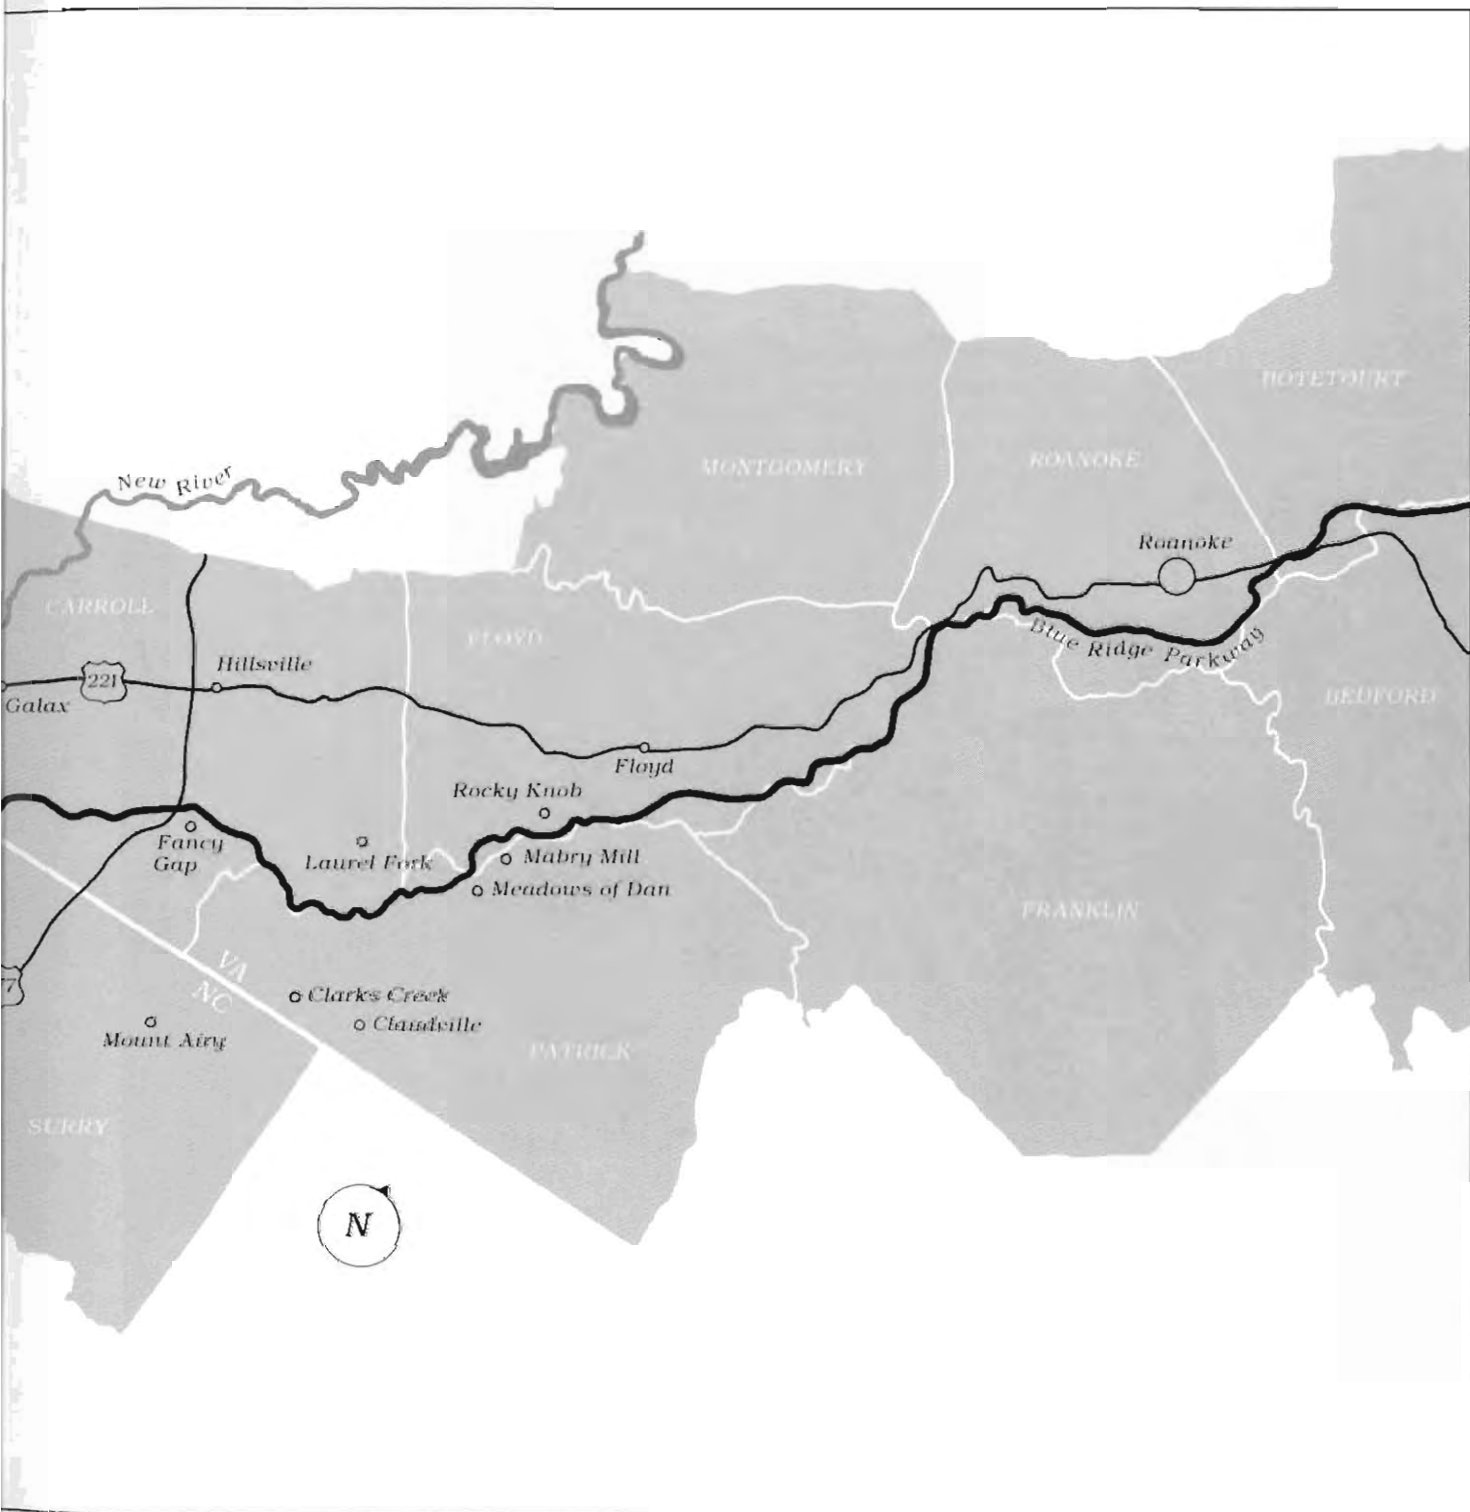 BOTETOURT
MONTGOMERY
ROANOKE
New River
Roanoke
CARROLL
FLOYD
Blue Ridge Parkway
Hillsville
221
Galax
BEDFORD
Floyd
Rocky Knob
Fancy
Gap
Laurel Fork
Mabry Mill
Meadows of Dan
FRANKLIN
VA
NC
7
Clarks Creek
Claudville
Mount Airy
PATRICK
SURRY
N